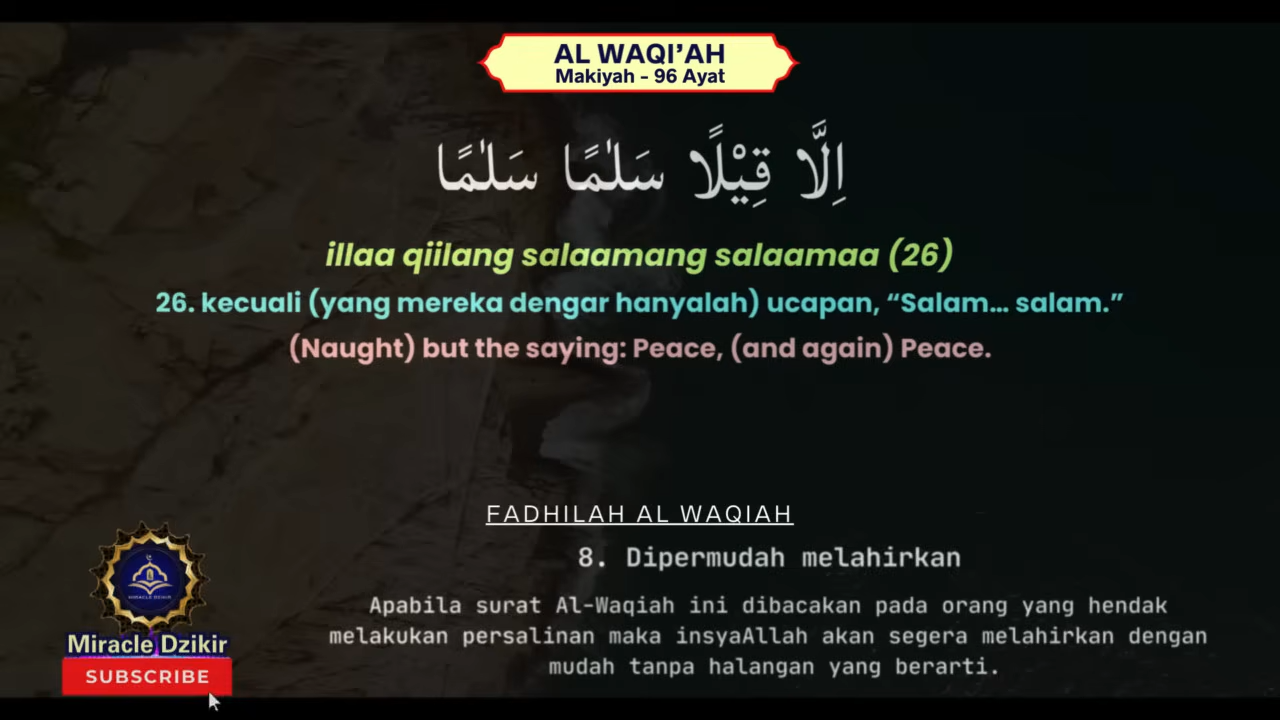 AL WAQI’AH
Makiyah - 96 Ayat
اِلَّا قِيْلًا سَلٰمًا سَلٰمًا
illaa qiilang salaamang salaamaa (26)
26. kecuali (yang mereka dengar hanyalah) ucapan, “Salam... salam.”
(Naught) but the saying: Peace, (and again) Peace.
FADHILAH AL WAQIAH
8. Dipermudah melahirkan
Apabila surat Al-Waqiah ini dibacakan pada orang yang hendak
melakukan persalinan maka insyaAllah akan segera melahirkan dengan
mudah tanpa halangan yang berarti.
MIRACLE DZIKIR
Miracle Dzikir
SUBSCRIBE